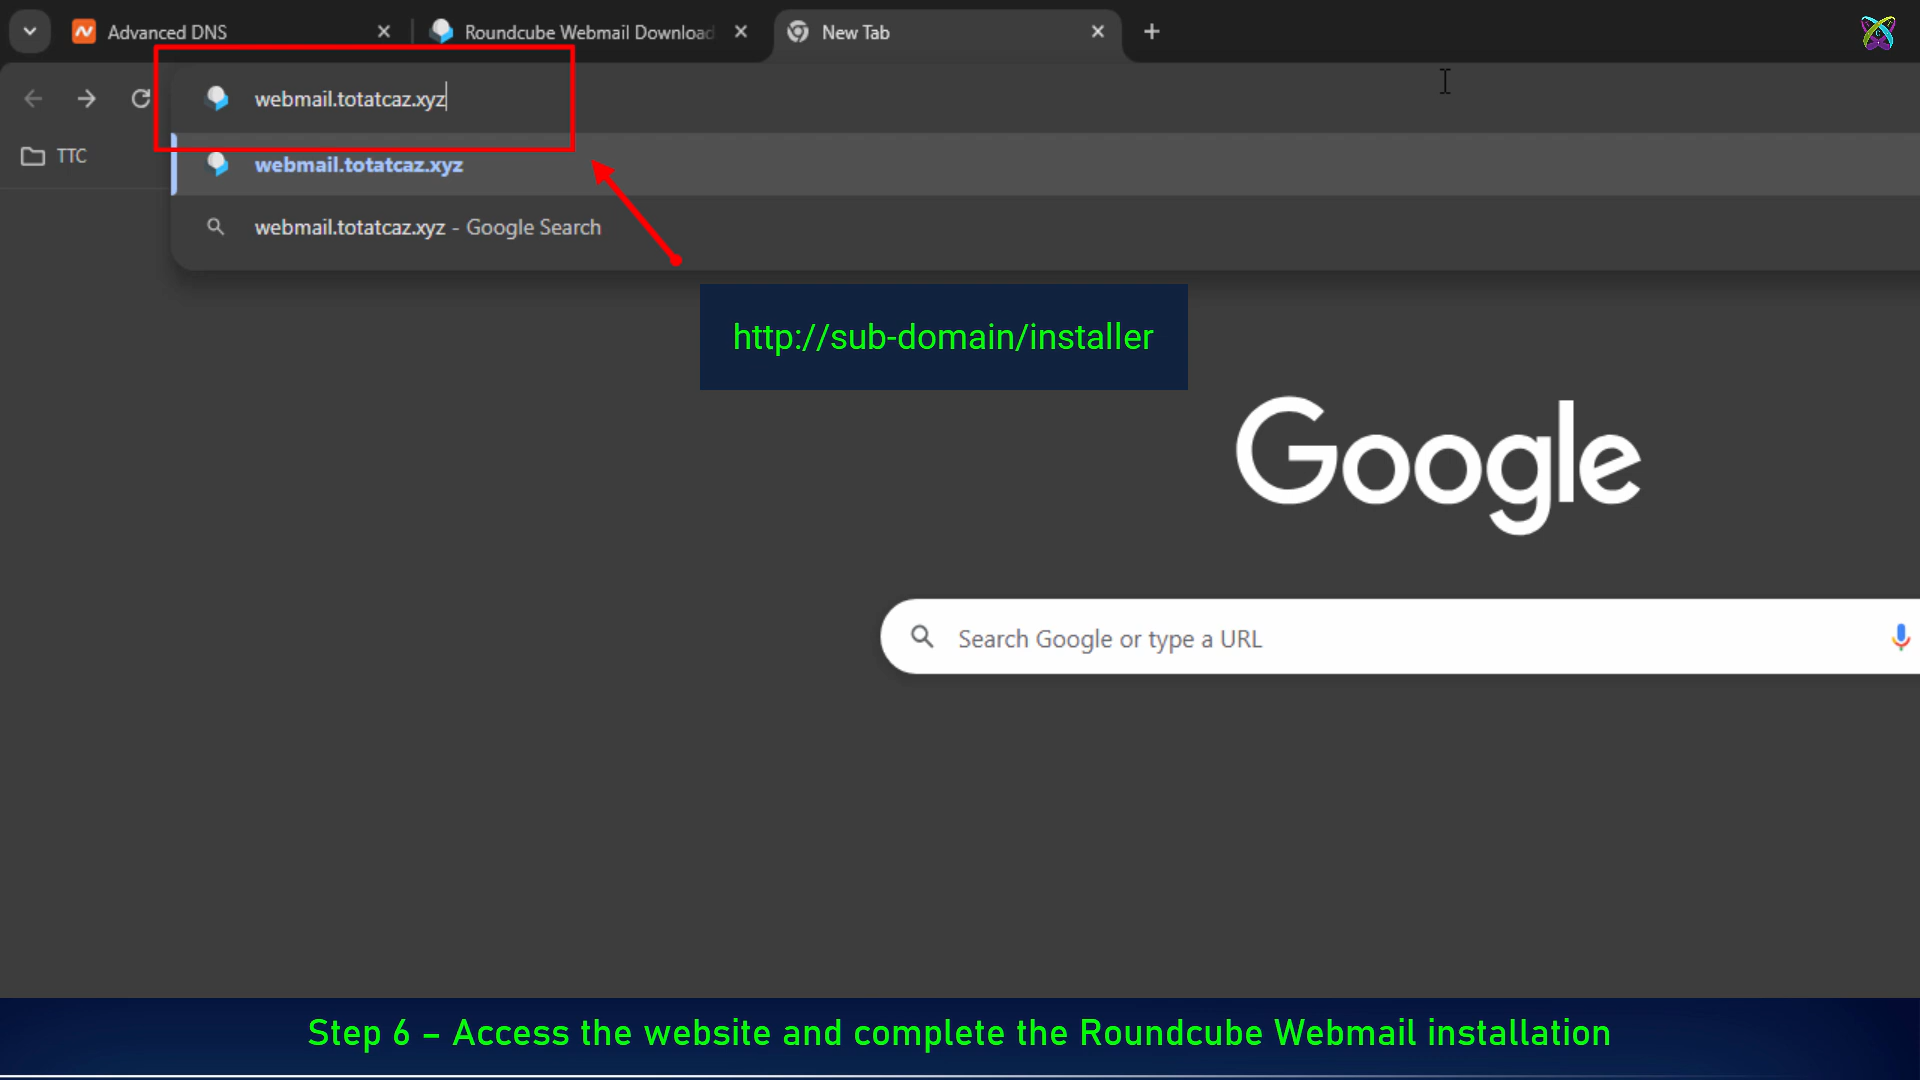 Advanced DNS
Roundcube Webmail Download
New Tab
webmail.totatcaz.xyz
TTC
webmail.totatcaz.xyz
webmail.totatcaz.xyz - Google Search
http://sub-domain/installer
Google
Search Google or type a URL
Step 6 – Access the website and complete the Roundcube Webmail installation